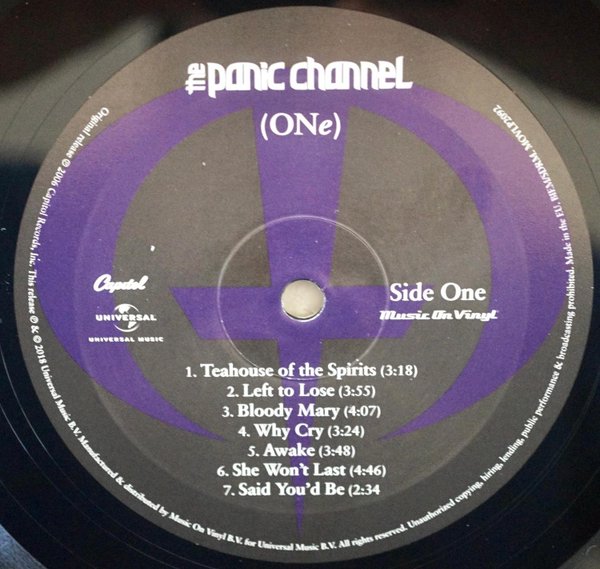 the panic channel
(ONe)
Side One
Music On Vinyl
Capitol
UNIVERSAL
UNIVERSAL MUSIC
1. Teahouse of the Spirits (3:18)
2. Left to Lose (3:55)
3. Bloody Mary (4:07)
4. Why Cry (3:24)
5. Awake (3:48)
6. She Won't Last (4:46)
7. Said You'd Be (2:34
Original release ℗ 2006 Capitol Records, Inc. This release ℗ & © 2018 Universal Music B.V. Manufactured & distributed by Music On Vinyl B.V. for Universal Music B.V. All rights reserved. Unauthorized copying, hiring, lending, public performance & broadcasting prohibited. Made in the EU. BEM/SDRM. MOVLP2092